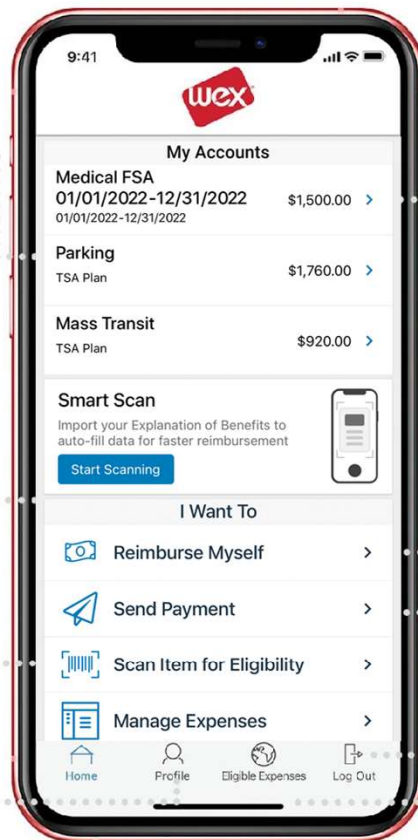 9:41
wex
My Accounts
Medical FSA
01/01/2022-12/31/2022
$1,500.00
01/01/2022-12/31/2022
Parking
$1,760.00
TSA Plan
Mass Transit
$920.00
TSA Plan
Smart Scan
Import your Explanation of Benefits to
auto-fill data for faster reimbursement
Start Scanning
I Want To
Reimburse Myself
Send Payment
Scan Item for Eligibility
Manage Expenses
Home Profile Eligible Expenses Log Out